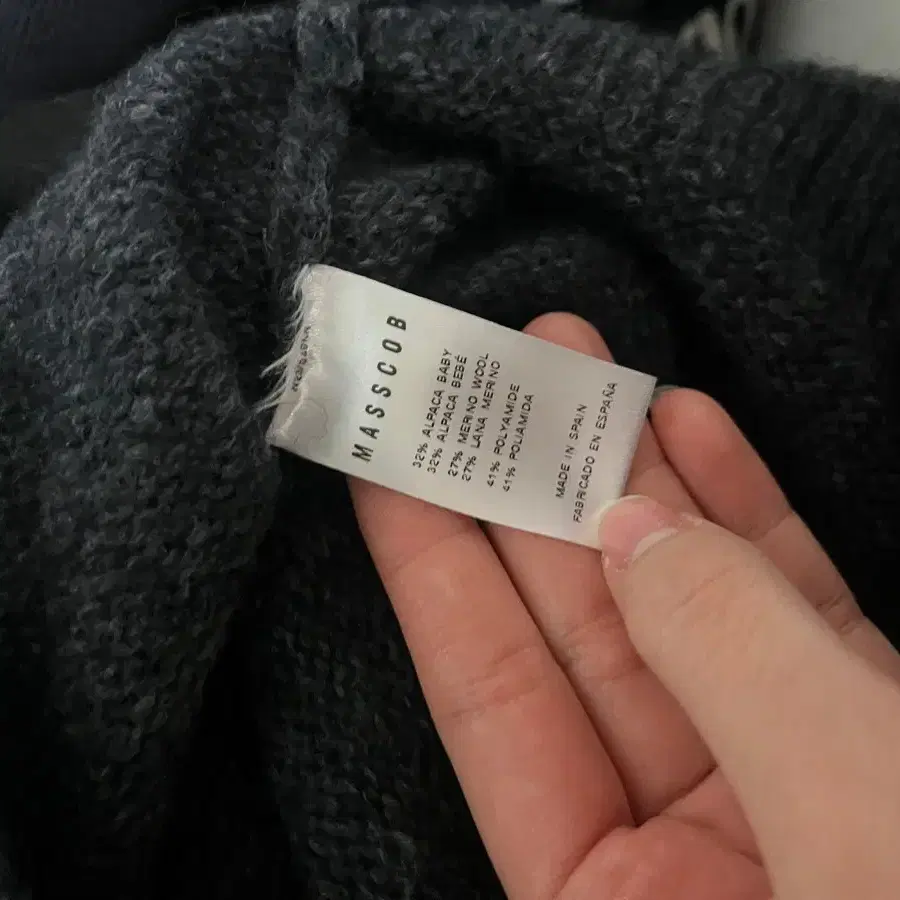 MASSCOB
32% ALPACA BABY
32% ALPACA BEBÉ
27% MERINO WOOL
27% LANA MERINO
41% POLYAMIDE
41% POLIAMIDA
MADE IN SPAIN
FABRICADO EN ESPAÑA